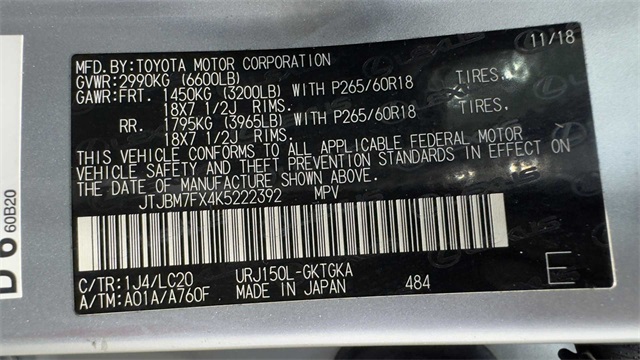 MFD.BY:TOYOTA MOTOR CORPORATION 11/18
GVWR:2990KG (6600LB)
GAWR:FRT. 1450KG (3200LB) WITH P265/60R18 TIRES.
18X7 1/2J RIMS.
RR. 1795KG (3965LB) WITH P265/60R18 TIRES.
18X7 1/2J RIMS.
THIS VEHICLE CONFORMS TO ALL APPLICABLE FEDERAL MOTOR
VEHICLE SAFETY AND THEFT PREVENTION STANDARDS IN EFFECT ON
THE DATE OF MANUFACTURE SHOWN ABOVE.
JTJBM7FX4K5222392 MPV
C/TR:1J4/LC20 URJ150L-GKTGKA
A/TM:A01A/A760F MADE IN JAPAN 484 E
D 6
60B20
LEXUS